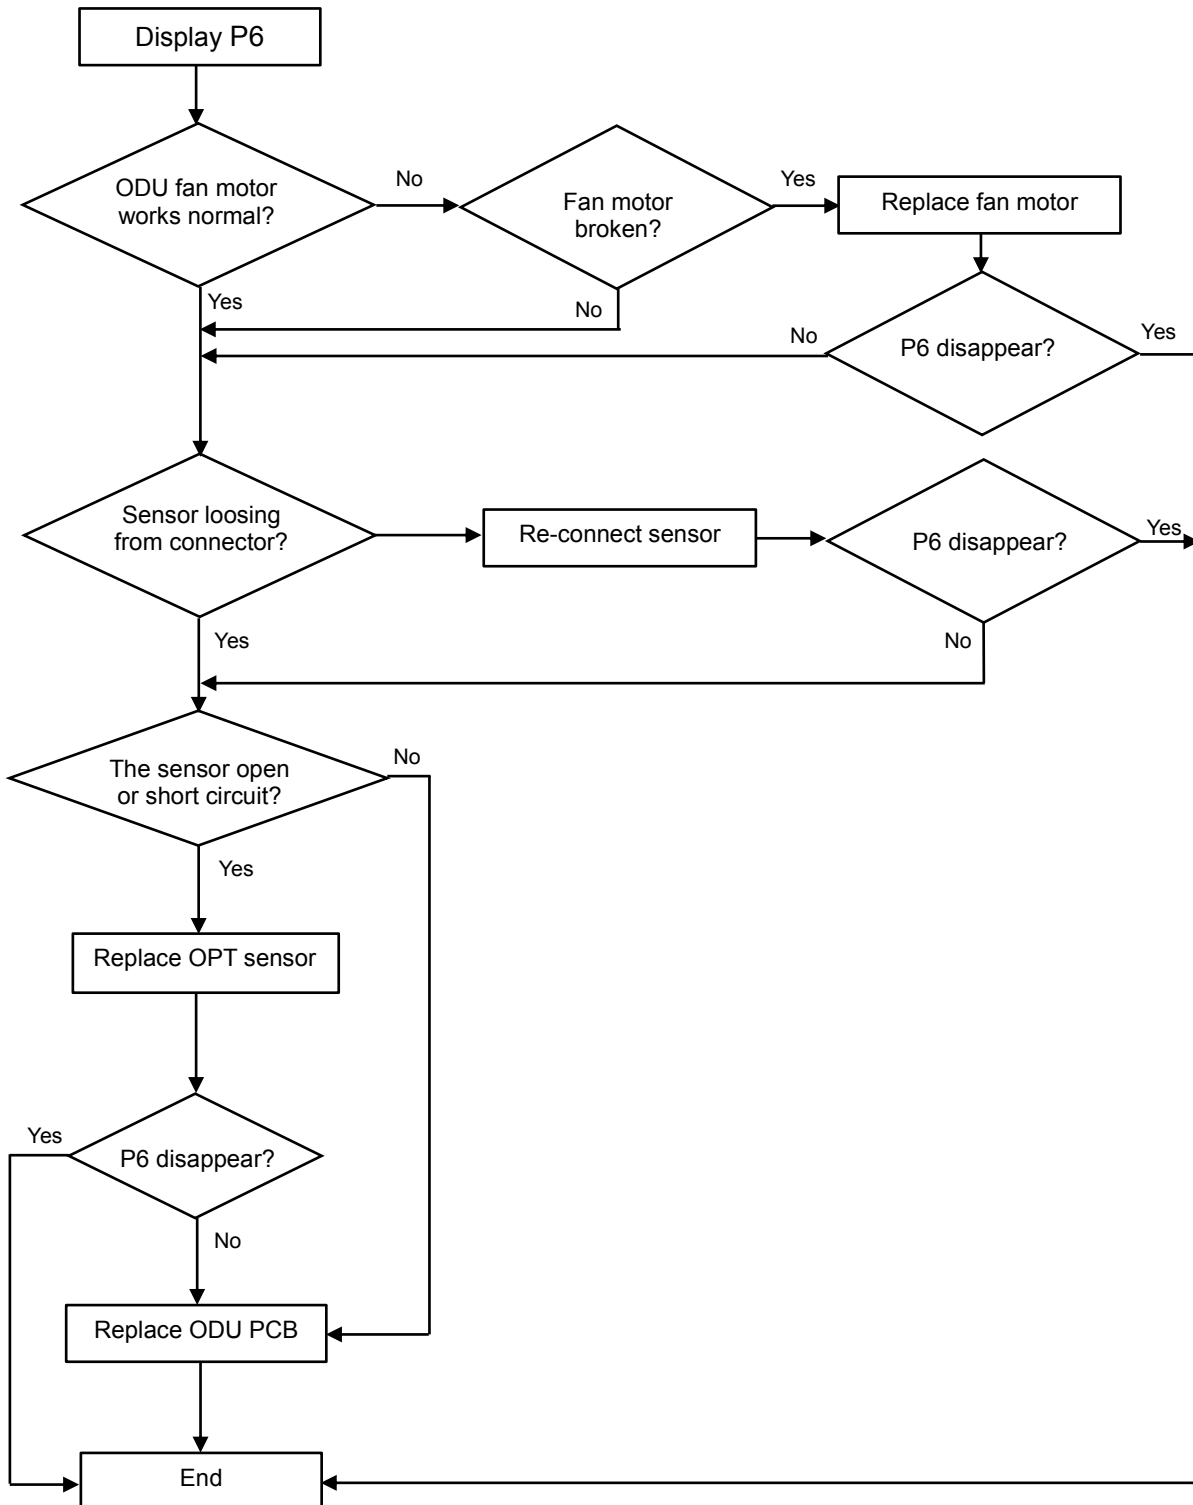 Display P6
ODU fan motor
works normal?
No
Fan motor
broken?
Yes
Replace fan motor
Yes
No
No
P6 disappear?
Yes
Sensor loosing
from connector?
Re-connect sensor
P6 disappear?
Yes
Yes
No
The sensor open
or short circuit?
No
Yes
Replace OPT sensor
Yes
P6 disappear?
No
Replace ODU PCB
End